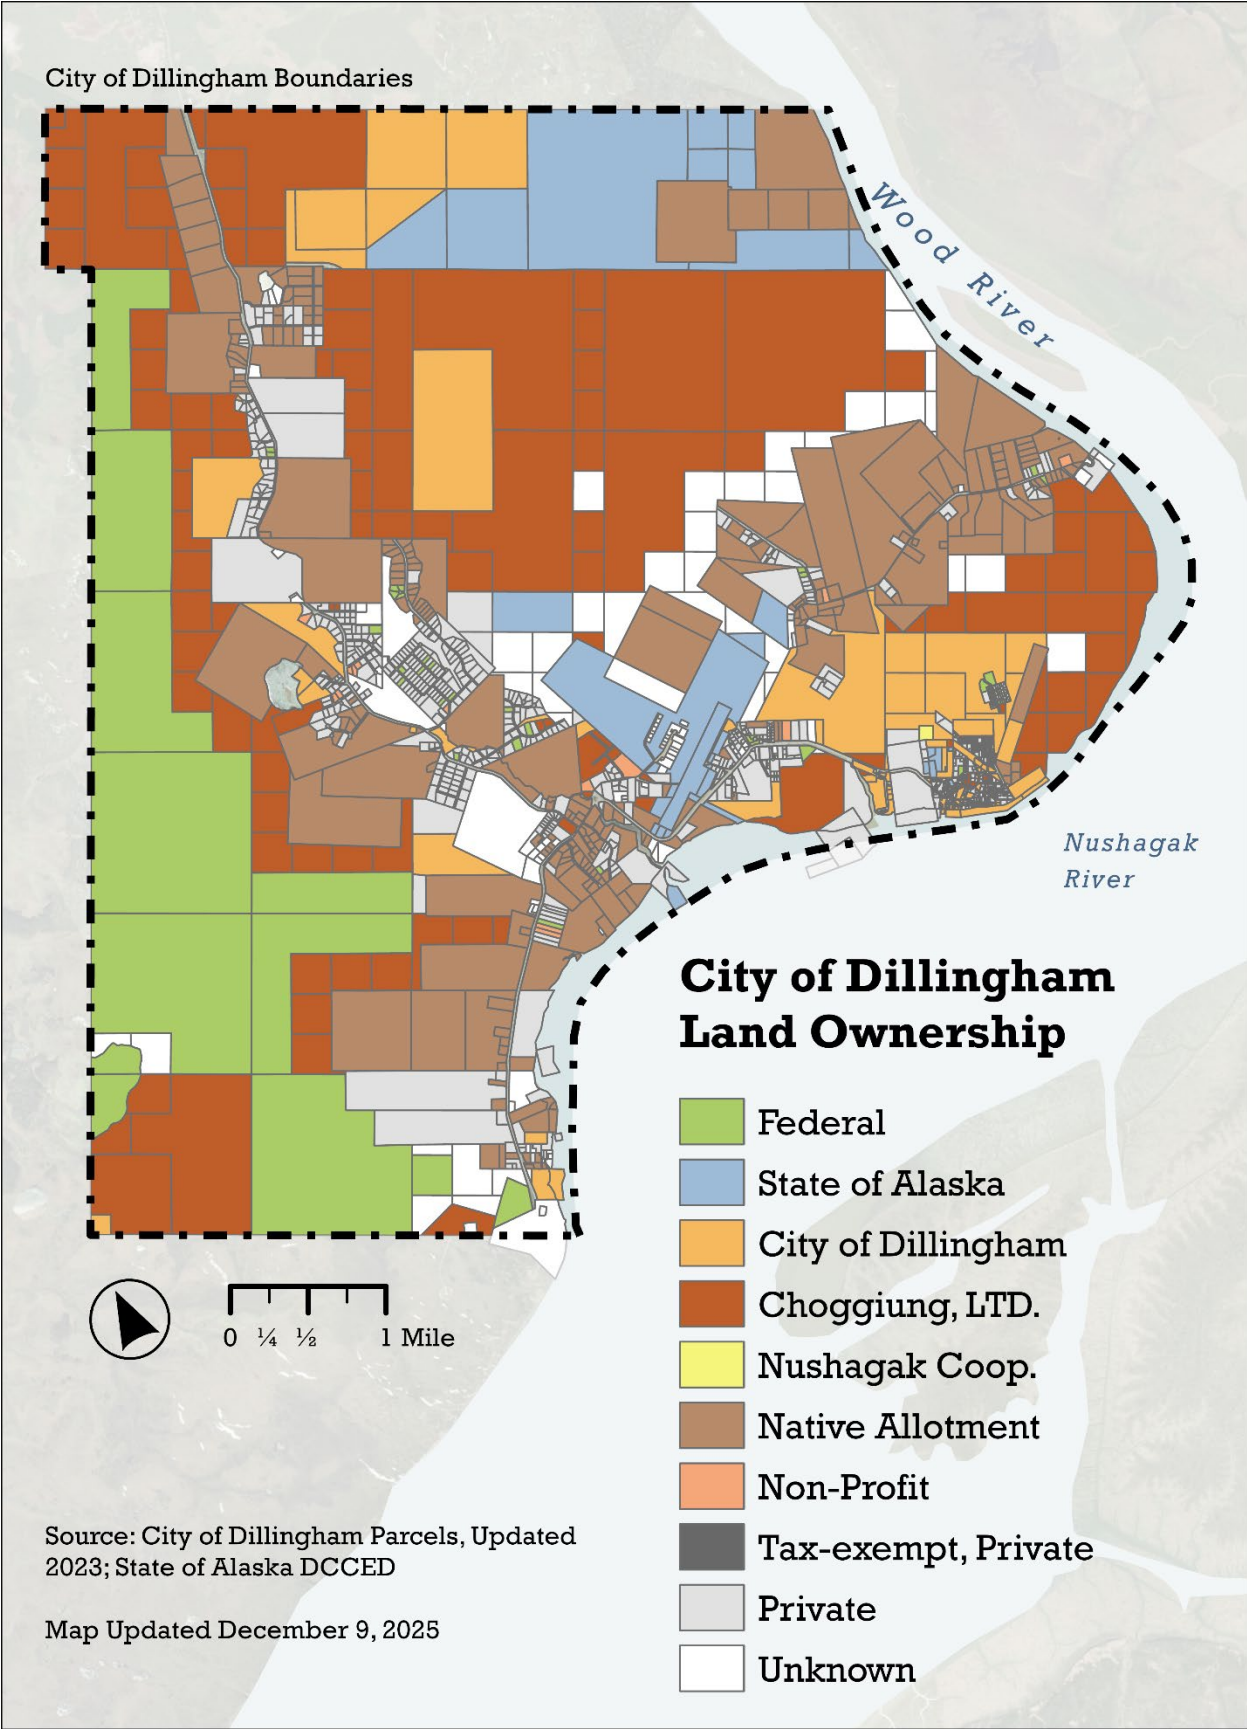 City of Dillingham Boundaries
Wood River
Nushagak
River
City of Dillingham
Land Ownership
Federal
State of Alaska
City of Dillingham
Choggiung, LTD.
Nushagak Coop.
Native Allotment
Non-Profit
Tax-exempt, Private
Private
Unknown
0 ¼ ½ 1 Mile
Source: City of Dillingham Parcels, Updated
2023; State of Alaska DCCED
Map Updated December 9, 2025